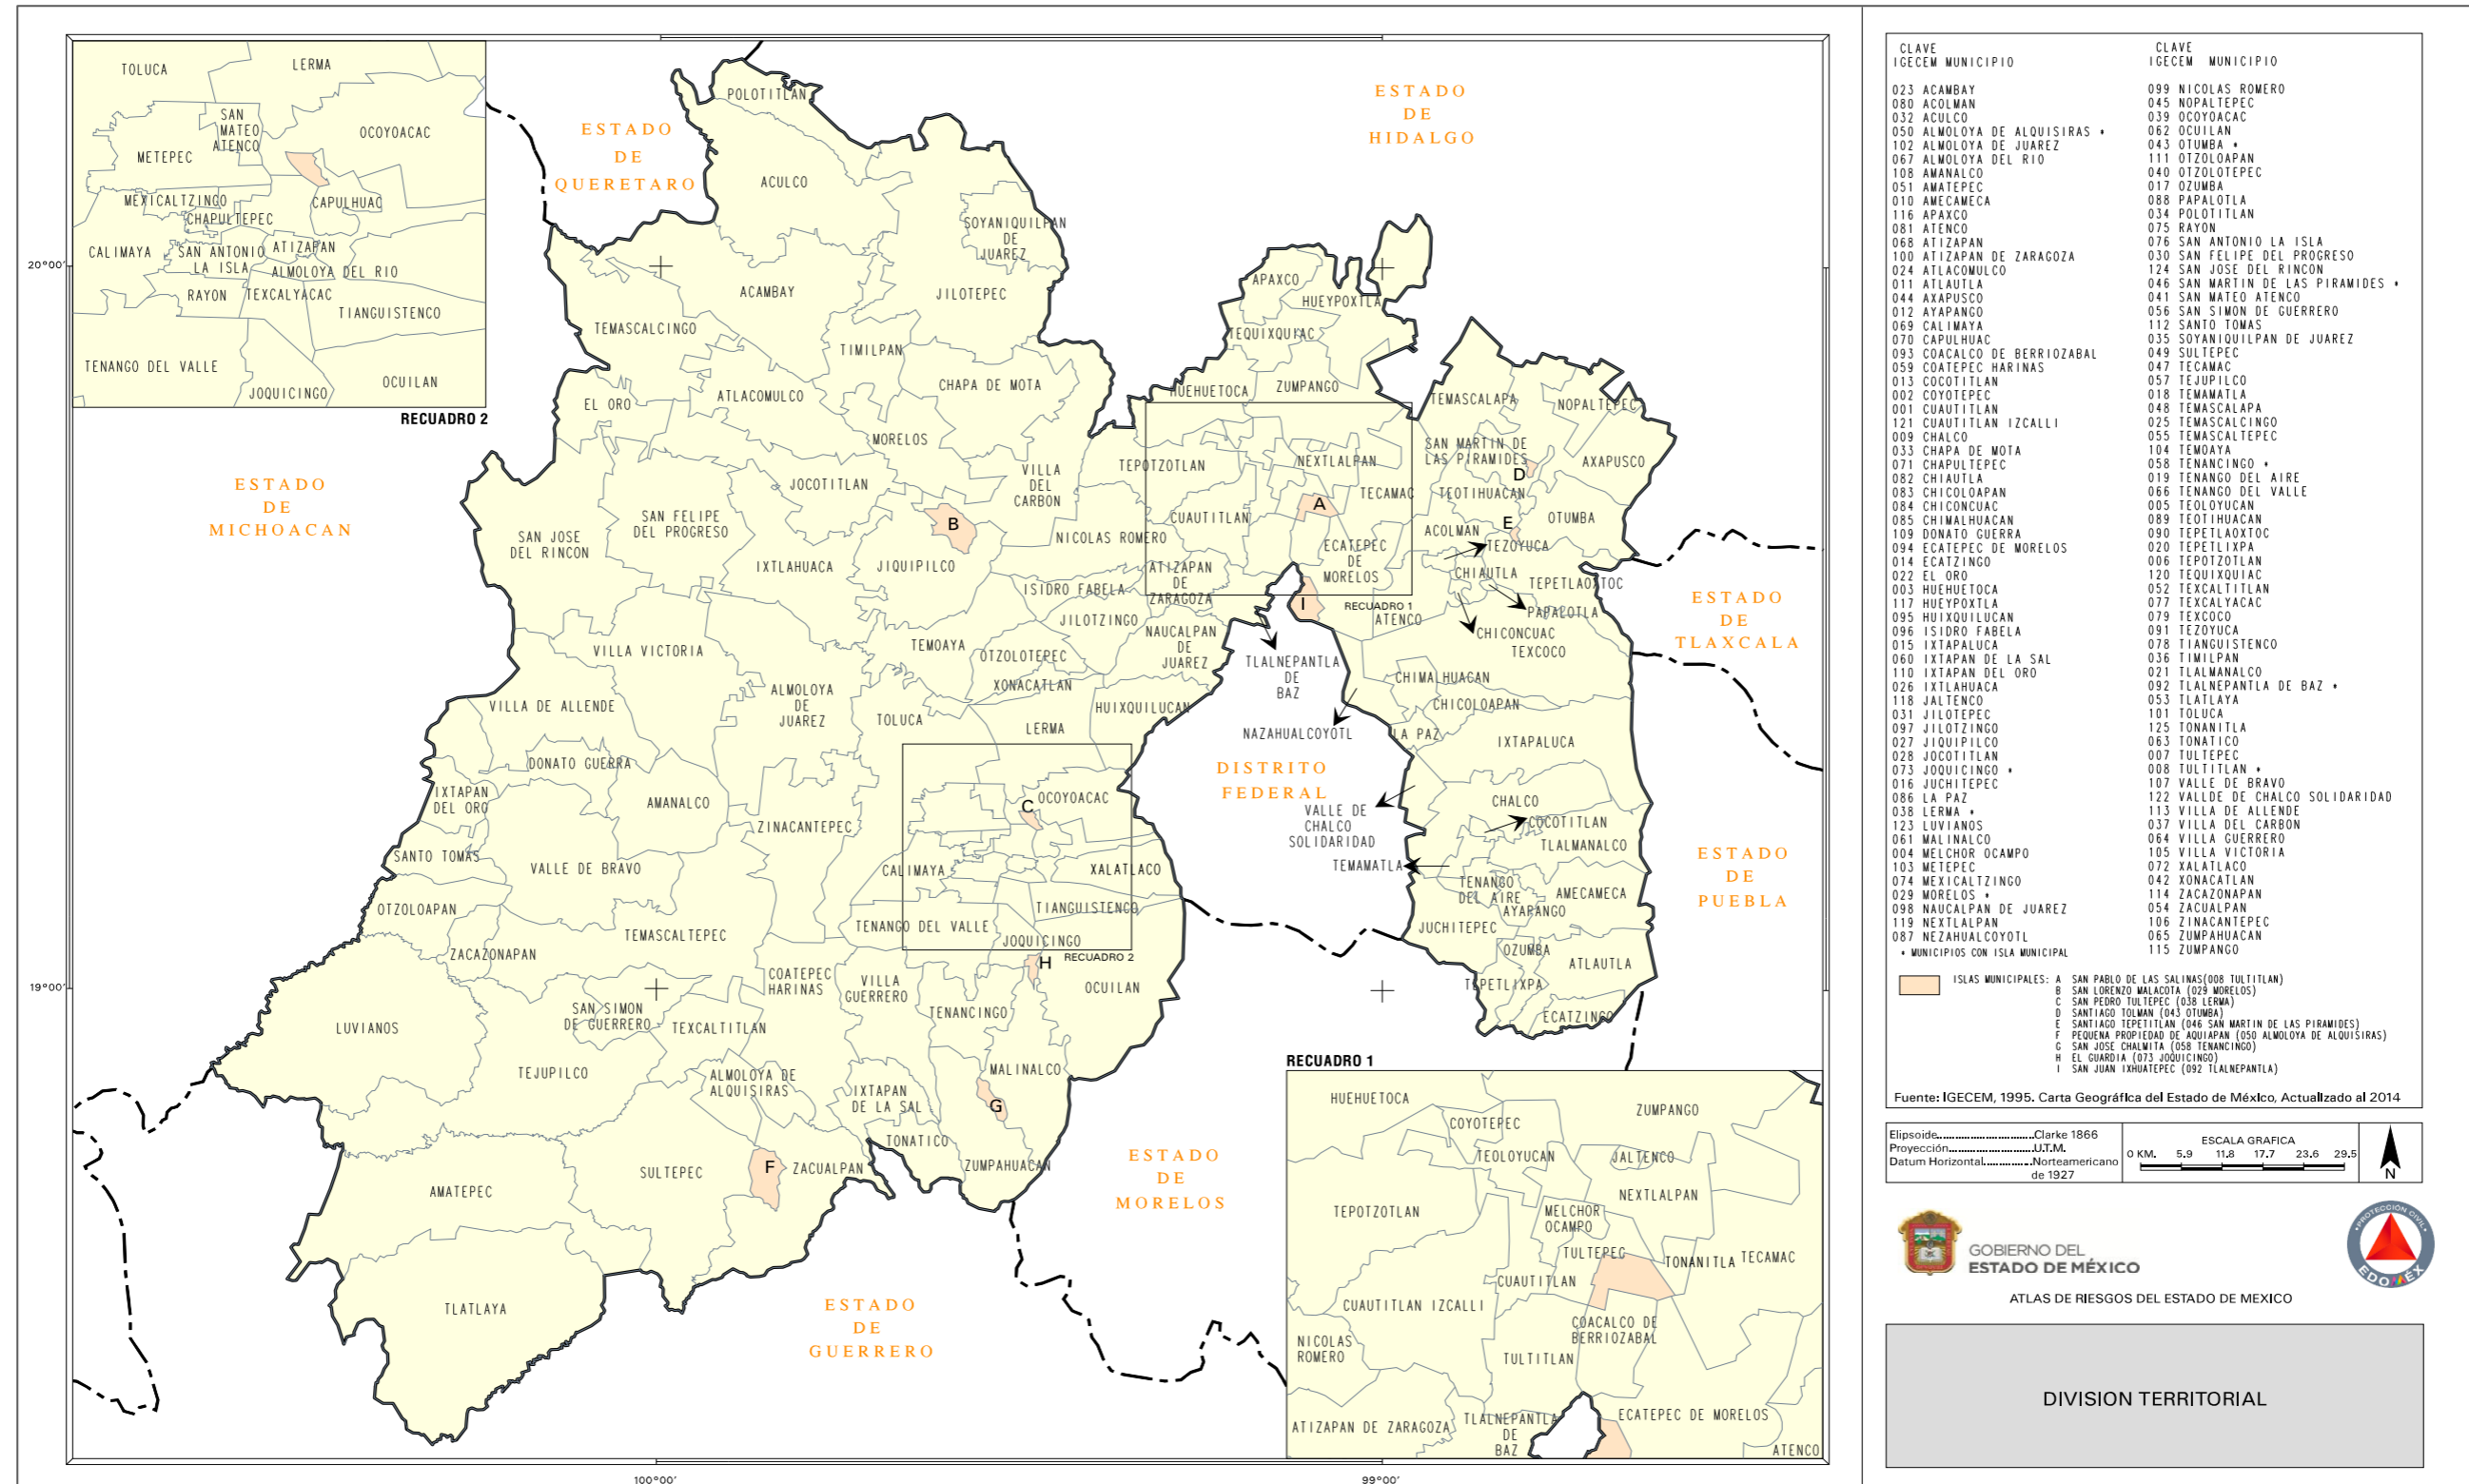 TOLUCA
LERMA
SAN
MATEO
ATENCO
OCOYOACAC
METEPEC
MEXICALTZINGO
CAPULHUAC
CHAPULTEPEC
CALIMAYA
SAN ANTONIO
LA ISLA
ATIZAPAN
ALMOLOYA DEL RIO
RAYON
TEXCALYACAC
TIANGUISTENCO
TENANGO DEL VALLE
OCUILAN
JOQUICINGO
RECUADRO 2
20°00'
19°00'
100°00'
99°00'
ESTADO
DE
QUERETARO
ESTADO
DE
HIDALGO
ESTADO
DE
MICHOACAN
ESTADO
DE
TLAXCALA
DISTRITO
FEDERAL
ESTADO
DE
PUEBLA
ESTADO
DE
MORELOS
ESTADO
DE
GUERRERO
POLOTITLAN
ACULCO
SOYANIQUILPAN
DE
JUAREZ
ACAMBAY
JILOTEPEC
TEMASCALCINGO
TIMILPAN
CHAPA DE MOTA
ATLACOMULCO
EL ORO
MORELOS
VILLA
DEL
CARBON
JOCOTITLAN
SAN FELIPE
DEL PROGRESO
SAN JOSE
DEL RINCON
B
IXTLAHUACA
JIQUIPILCO
NICOLAS ROMERO
ISIDRO FABELA
JILOTZINGO
TEMOAYA
OTZOLOTEPEC
XONACATLAN
NAUCALPAN
DE
JUAREZ
HUIXQUILUCAN
VILLA VICTORIA
ALMOLOYA
DE
JUAREZ
TOLUCA
LERMA
VILLA DE ALLENDE
DONATO GUERRA
IXTAPAN
DEL ORO
AMANALCO
ZINACANTEPEC
C
OCOYOACAC
SANTO TOMAS
VALLE DE BRAVO
CALIMAYA
XALATLACO
OTZOLOAPAN
TIANGUISTENCO
TENANGO DEL VALLE
JOQUICINGO
RECUADRO 2
ZACAZONAPAN
TEMASCALTEPEC
COATEPEC
HARINAS
VILLA
GUERRERO
H
OCUILAN
TENANCINGO
LUVIANOS
SAN SIMON
DE GUERRERO
TEXCALTITLAN
TEJUPILCO
ALMOLOYA DE
ALQUISIRAS
IXTAPAN
DE LA SAL
MALINALCO
G
TONATICO
ZUMPAHUACAN
SULTEPEC
F
ZACUALPAN
AMATEPEC
TLATLAYA
APAXCO
HUEYPOXTLA
TEQUIXQUIAC
HUEHUETOCA
ZUMPANGO
TEMASCALAPA
NOPALTEPEC
TEPOTZOTLAN
NEXTLALPAN
SAN MARTIN DE
LAS PIRAMIDES
D
AXAPUSCO
TECAMAC
TEOTIHUACAN
A
CUAUTITLAN
OTUMBA
E
ACOLMAN
TEZOYUCA
ECATEPEC
DE
MORELOS
ATIZAPAN
DE
ZARAGOZA
CHIAUTLA
TEPETLAOXTOC
I
RECUADRO 1
ATENCO
PAPALOTLA
CHICONCUAC
TEXCOCO
TLALNEPANTLA
DE
BAZ
CHIMALHUACAN
CHICOLOAPAN
NAZAHUALCOYOTL
LA PAZ
IXTAPALUCA
VALLE DE
CHALCO
SOLIDARIDAD
CHALCO
COCOTITLAN
TLALMANALCO
TEMAMATLA
TENANGO
DEL AIRE
AMECAMECA
AYAPANGO
JUCHITEPEC
OZUMBA
ATLAUTLA
TEPETLIXPA
ECATZINGO
RECUADRO 1
HUEHUETOCA
ZUMPANGO
COYOTEPEC
TEOLOYUCAN
JALTENCO
NEXTLALPAN
TEPOTZOTLAN
MELCHOR
OCAMPO
TULTEPEC
TONANITLA
TECAMAC
CUAUTITLAN
CUAUTITLAN IZCALLI
COACALCO DE
BERRIOZABAL
NICOLAS
ROMERO
TULTITLAN
ATIZAPAN DE ZARAGOZA
TLALNEPANTLA
DE
BAZ
ECATEPEC DE MORELOS
ATENCO
CLAVE
IGECEM MUNICIPIO
023 ACAMBAY
080 ACOLMAN
032 ACULCO
050 ALMOLOYA DE ALQUISIRAS *
102 ALMOLOYA DE JUAREZ
067 ALMOLOYA DEL RIO
108 AMANALCO
051 AMATEPEC
010 AMECAMECA
116 APAXCO
081 ATENCO
068 ATIZAPAN
100 ATIZAPAN DE ZARAGOZA
024 ATLACOMULCO
011 ATLAUTLA
044 AXAPUSCO
012 AYAPANGO
069 CALIMAYA
070 CAPULHUAC
093 COACALCO DE BERRIOZABAL
059 COATEPEC HARINAS
013 COCOTITLAN
002 COYOTEPEC
001 CUAUTITLAN
121 CUAUTITLAN IZCALLI
009 CHALCO
033 CHAPA DE MOTA
071 CHAPULTEPEC
082 CHIAUTLA
083 CHICOLOAPAN
084 CHICONCUAC
085 CHIMALHUACAN
109 DONATO GUERRA
094 ECATEPEC DE MORELOS
014 ECATZINGO
022 EL ORO
003 HUEHUETOCA
117 HUEYPOXTLA
095 HUIXQUILUCAN
096 ISIDRO FABELA
015 IXTAPALUCA
060 IXTAPAN DE LA SAL
110 IXTAPAN DEL ORO
026 IXTLAHUACA
118 JALTENCO
031 JILOTEPEC
097 JILOTZINGO
027 JIQUIPILCO
028 JOCOTITLAN
073 JOQUICINGO *
016 JUCHITEPEC
086 LA PAZ
038 LERMA *
123 LUVIANOS
061 MALINALCO
004 MELCHOR OCAMPO
103 METEPEC
074 MEXICALTZINGO
029 MORELOS *
098 NAUCALPAN DE JUAREZ
119 NEXTLALPAN
087 NEZAHUALCOYOTL
* MUNICIPIOS CON ISLA MUNICIPAL
CLAVE
IGECEM MUNICIPIO
099 NICOLAS ROMERO
045 NOPALTEPEC
039 OCOYOACAC
062 OCUILAN
043 OTUMBA *
111 OTZOLOAPAN
040 OTZOLOTEPEC
017 OZUMBA
088 PAPALOTLA
034 POLOTITLAN
075 RAYON
076 SAN ANTONIO LA ISLA
030 SAN FELIPE DEL PROGRESO
124 SAN JOSE DEL RINCON
046 SAN MARTIN DE LAS PIRAMIDES *
041 SAN MATEO ATENCO
056 SAN SIMON DE GUERRERO
112 SANTO TOMAS
035 SOYANIQUILPAN DE JUAREZ
049 SULTEPEC
047 TECAMAC
057 TEJUPILCO
018 TEMAMATLA
048 TEMASCALAPA
025 TEMASCALCINGO
055 TEMASCALTEPEC
104 TEMOAYA
058 TENANCINGO *
019 TENANGO DEL AIRE
066 TENANGO DEL VALLE
005 TEOLOYUCAN
089 TEOTIHUACAN
090 TEPETLAOXTOC
020 TEPETLIXPA
006 TEPOTZOTLAN
120 TEQUIXQUIAC
052 TEXCALTITLAN
077 TEXCALYACAC
079 TEXCOCO
091 TEZOYUCA
078 TIANGUISTENCO
036 TIMILPAN
021 TLALMANALCO
092 TLALNEPANTLA DE BAZ *
053 TLATLAYA
101 TOLUCA
125 TONANITLA
063 TONATICO
007 TULTEPEC
008 TULTITLAN *
107 VALLE DE BRAVO
122 VALLDE DE CHALCO SOLIDARIDAD
113 VILLA DE ALLENDE
037 VILLA DEL CARBON
064 VILLA GUERRERO
105 VILLA VICTORIA
072 XALATLACO
042 XONACATLAN
114 ZACAZONAPAN
054 ZACUALPAN
106 ZINACANTEPEC
065 ZUMPAHUACAN
115 ZUMPANGO
ISLAS MUNICIPALES: A SAN PABLO DE LAS SALINAS(008 TULTITLAN)
B SAN LORENZO MALACOTA (029 MORELOS)
C SAN PEDRO TULTEPEC (038 LERMA)
D SANTIAGO TOLMAN (043 OTUMBA)
E SANTIAGO TEPETITLAN (046 SAN MARTIN DE LAS PIRAMIDES)
F PEQUENA PROPIEDAD DE AQUIAPAN (050 ALMOLOYA DE ALQUISIRAS)
G SAN JOSE CHALMITA (058 TENANCINGO)
H EL GUARDIA (073 JOQUICINGO)
I SAN JUAN IXHUATEPEC (092 TLALNEPANTLA)
Fuente: IGECEM, 1995. Carta Geográfica del Estado de México, Actualizado al 2014
Elipsoide..............................Clarke 1866
Proyección..............................U.T.M.
Datum Horizontal...............Norteamericano
de 1927
ESCALA GRAFICA
0 KM. 5.9 11.8 17.7 23.6 29.5
N
GOBIERNO DEL
ESTADO DE MÉXICO
PROTECCIÓN CIVIL
EDOMÉX
ATLAS DE RIESGOS DEL ESTADO DE MEXICO
DIVISION TERRITORIAL